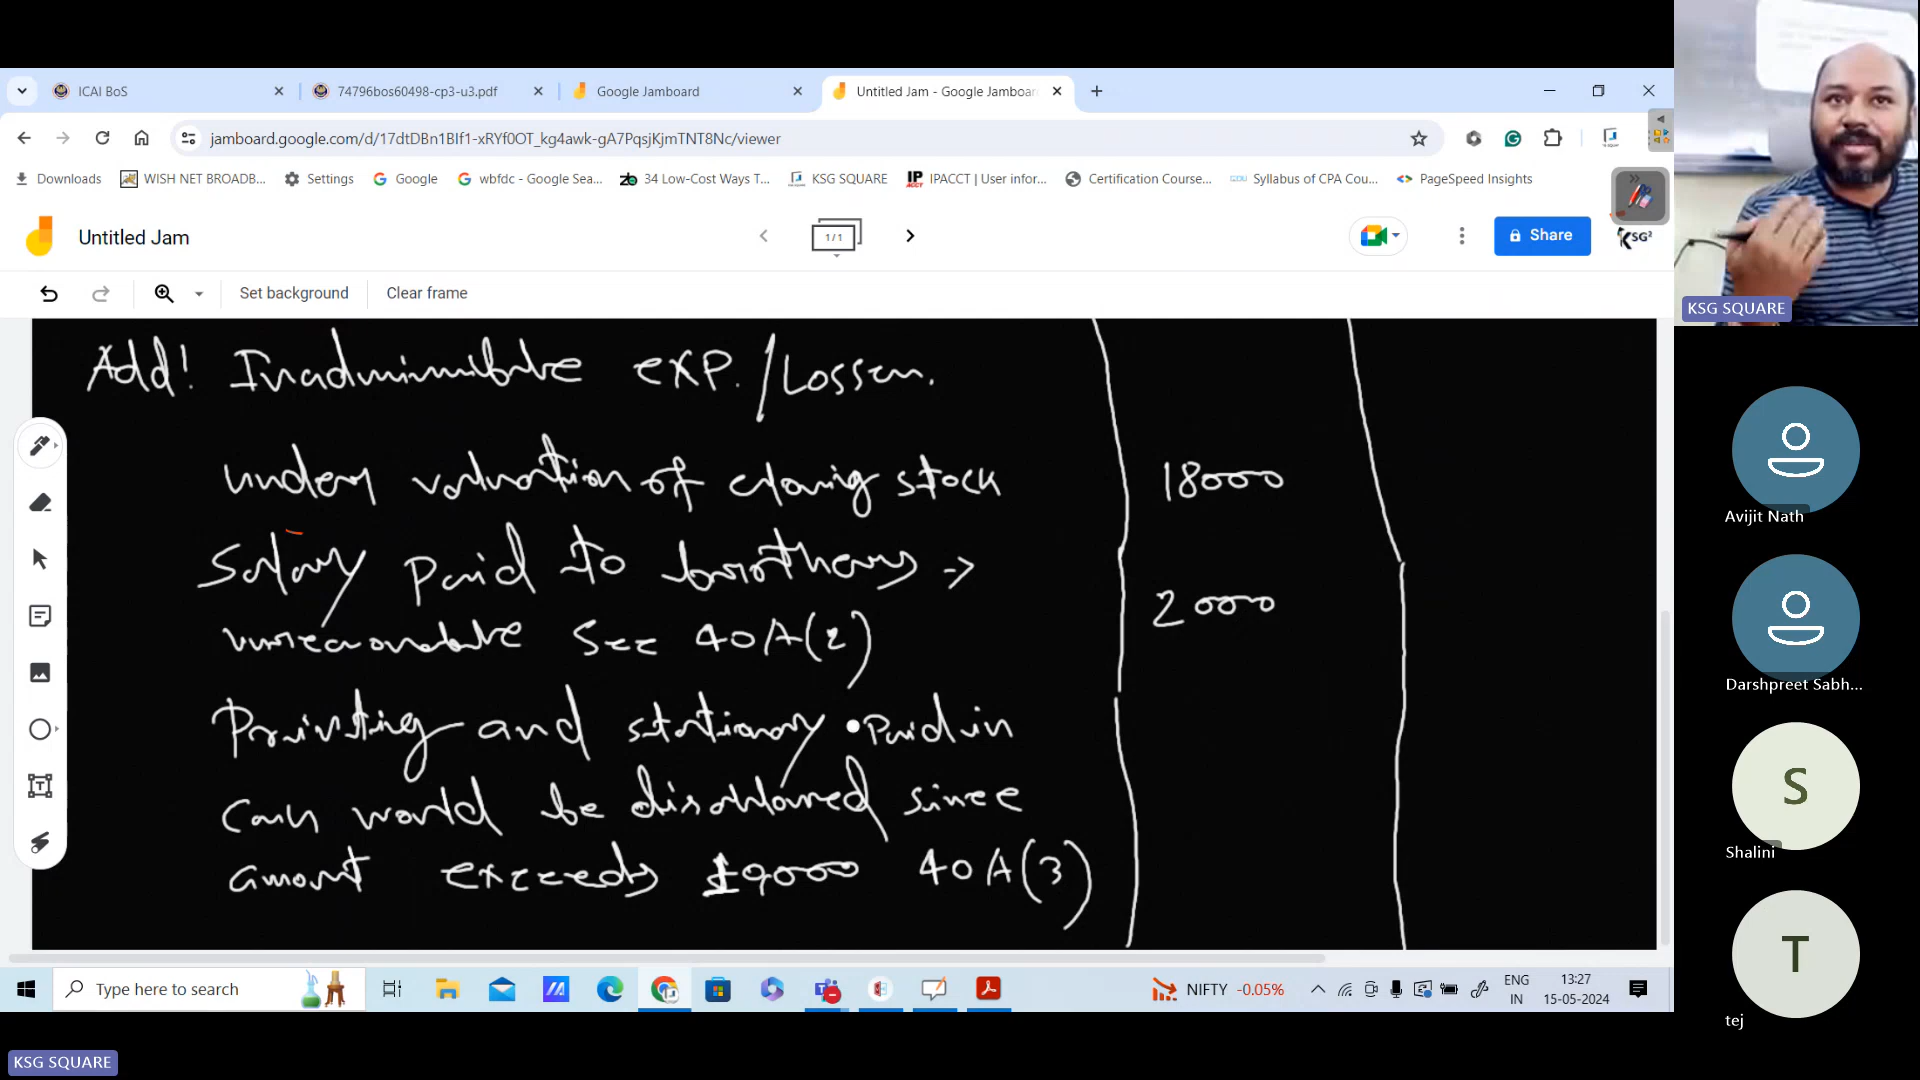 ICAI BoS
74796bos60498-cp3-u3.pdf
Google Jamboard
Untitled Jam - Google Jamboar
jamboard.google.com/d/17dtDBn1BIf1-xRYf0OT_kg4awk-gA7PqsjKjmTNT8Nc/viewer
Downloads
WISH NET BROADB...
Settings
Google
wbfdc - Google Sea...
34 Low-Cost Ways T...
KSG SQUARE
IPACCT | User infor...
Certification Course...
Syllabus of CPA Cou...
PageSpeed Insights
Untitled Jam
1/1
Share
KSG²
Set background
Clear frame
Add! Inadmissible exp./Losses.
under valuation of closing stock 18000
Salary paid to brothers →
unreasonable Sec 40A(2) 2000
Printing and stationary Paid in
Cash would be disallowed since
amount exceeds 19000 40A(3)
KSG SQUARE
Avijit Nath
Darshpreet Sabh...
S
Shalini
T
tej
Type here to search
NIFTY -0.05%
ENG
IN
13:27
15-05-2024
KSG SQUARE